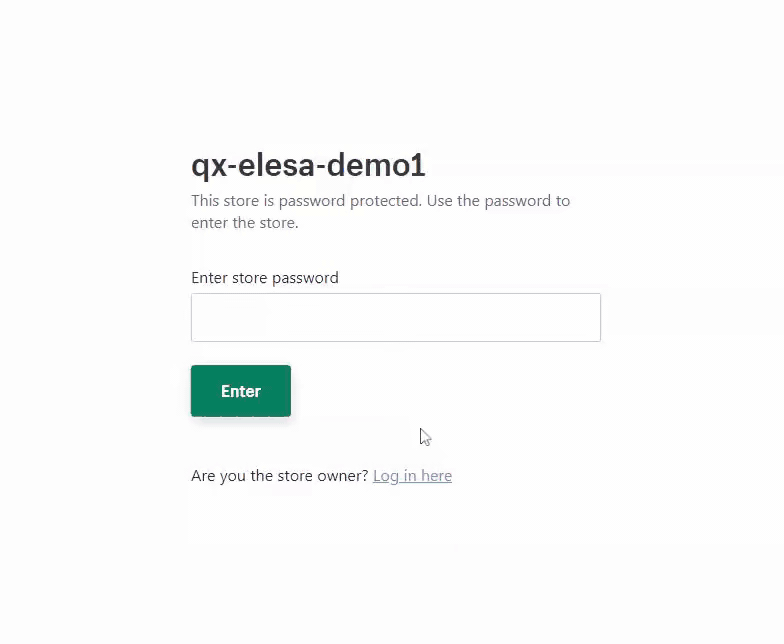 qx-elesa-demo1
This store is password protected. Use the password to
enter the store.
Enter store password
Enter
Are you the store owner? Log in here